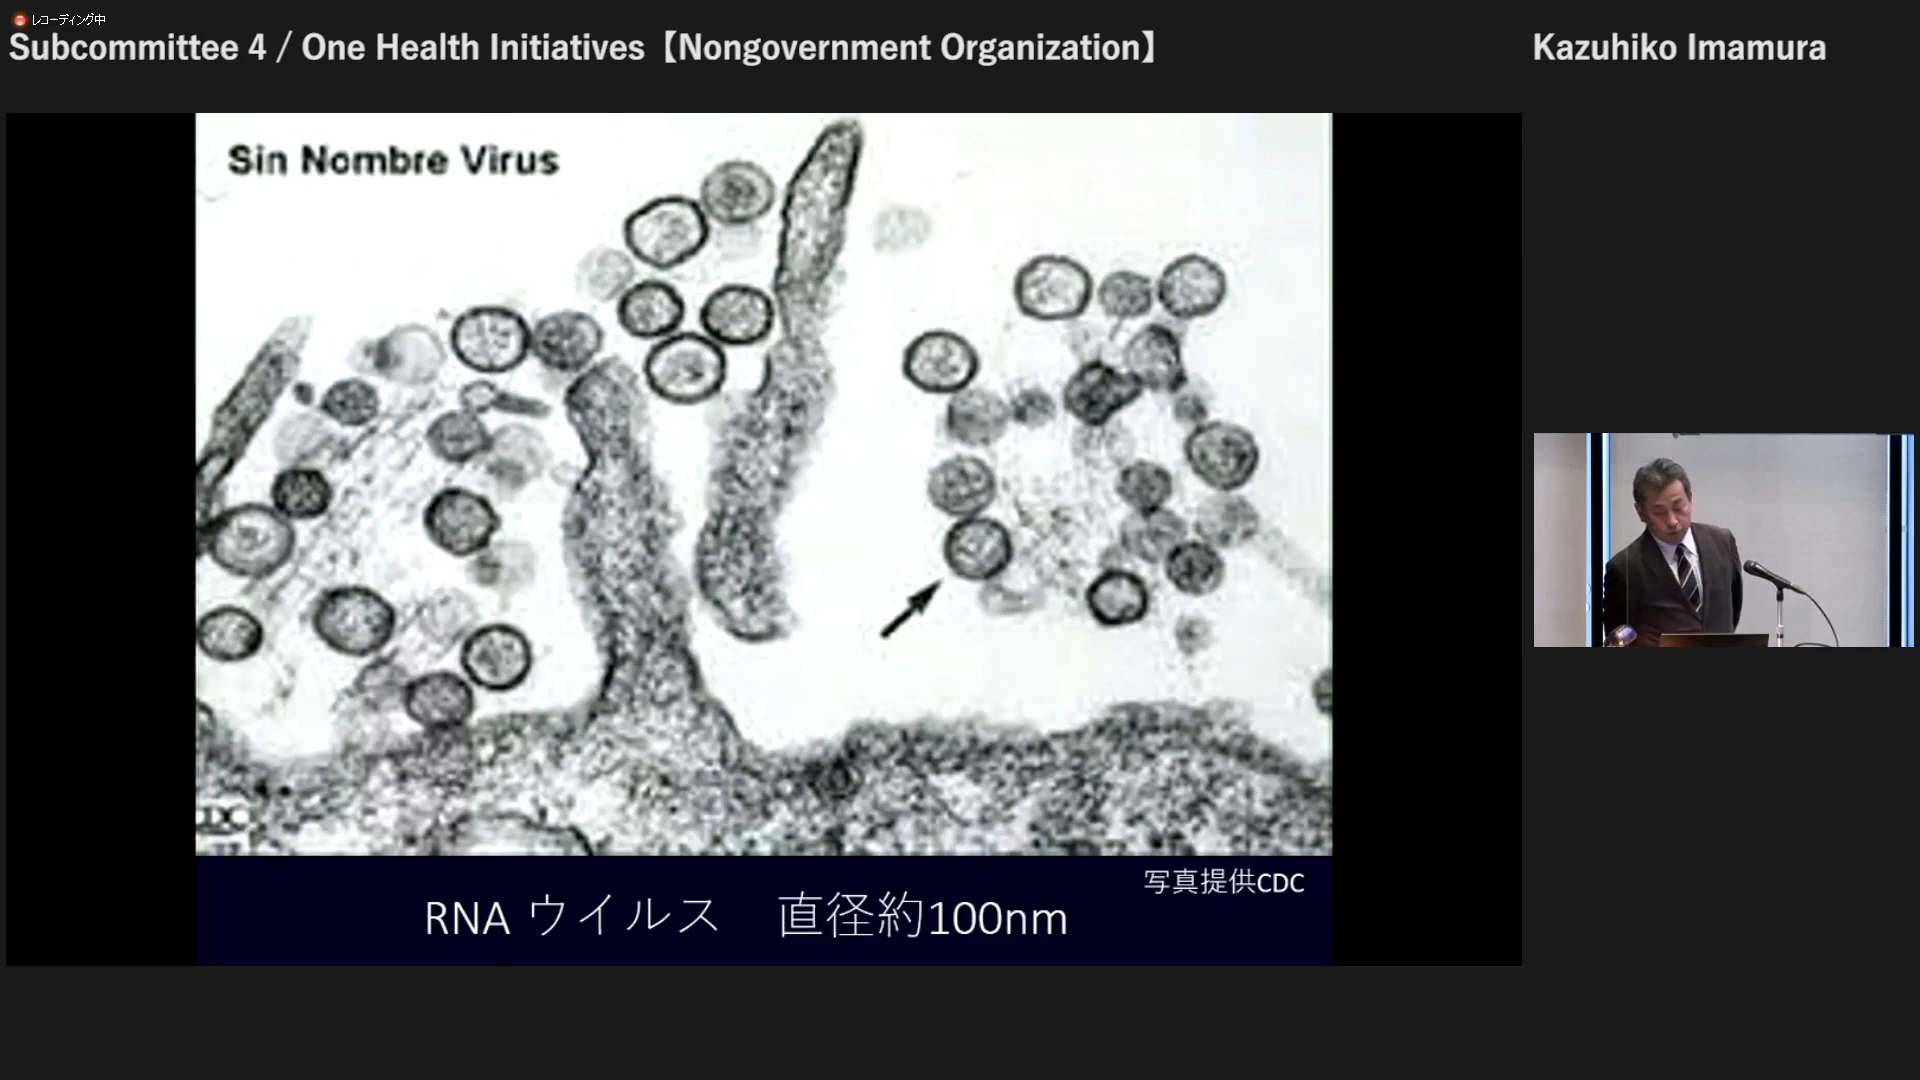 レコーディング中
Subcommittee 4 / One Health Initiatives【Nongovernment Organization】
Kazuhiko Imamura
Sin Nombre Virus
CDC
写真提供CDC
RNA ウイルス 直径約100nm